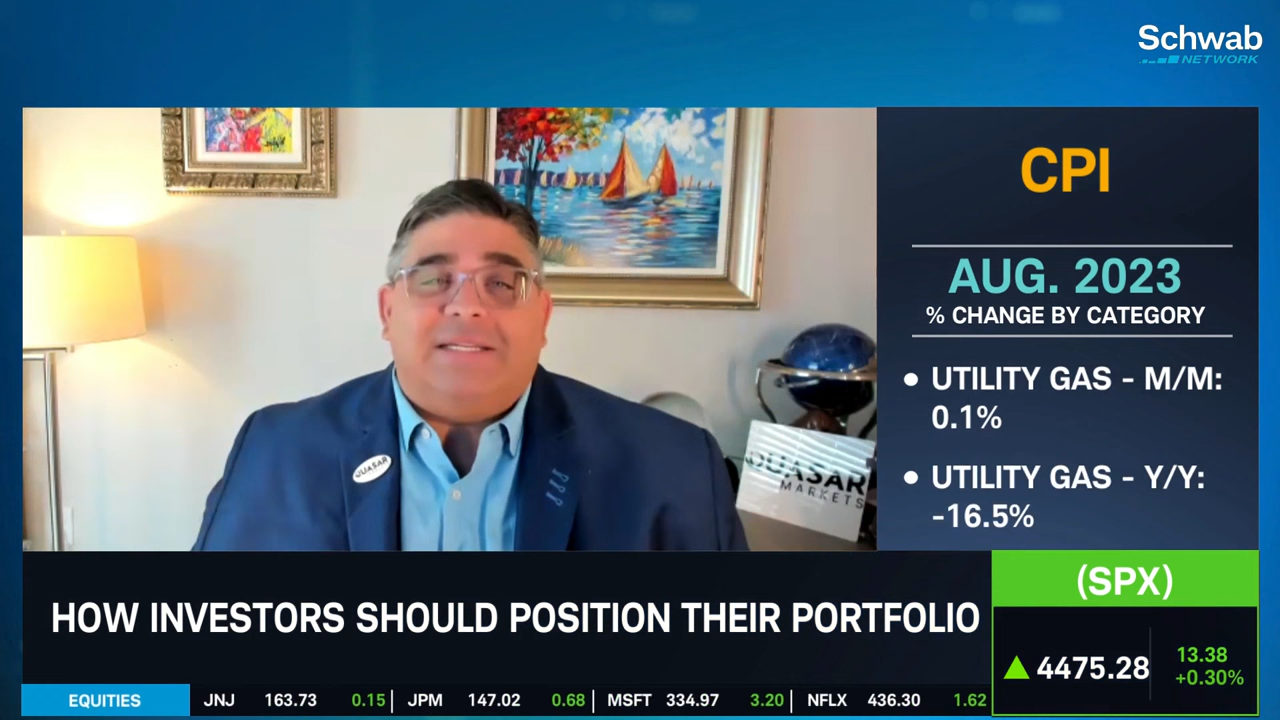 Schwab
NETWORK
CPI
AUG. 2023
% CHANGE BY CATEGORY
• UTILITY GAS - M/M:
0.1%
• UTILITY GAS - Y/Y:
-16.5%
QUASAR
QUASAR
MARKETS
HOW INVESTORS SHOULD POSITION THEIR PORTFOLIO
(SPX)
▲ 4475.28
13.38
+0.30%
EQUITIES JNJ 163.73 0.15 JPM 147.02 0.68 MSFT 334.97 3.20 NFLX 436.30 1.62